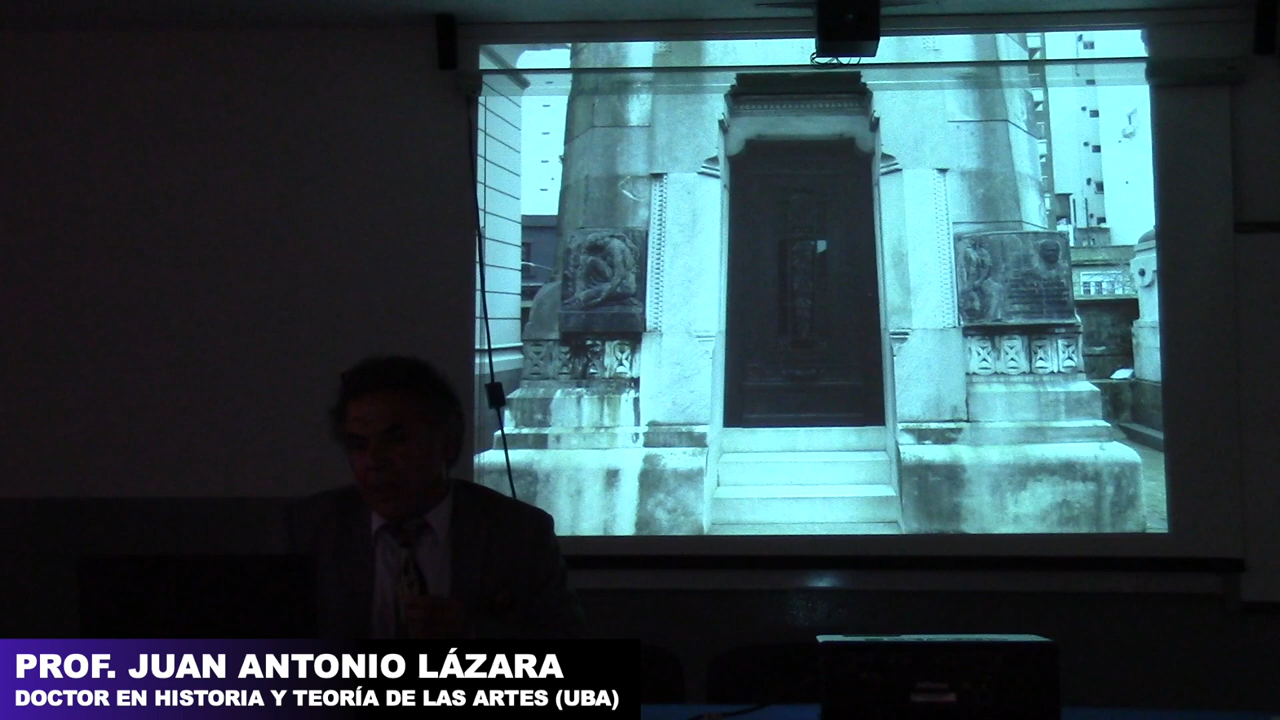 PROF. JUAN ANTONIO LÁZARA
DOCTOR EN HISTORIA Y TEORÍA DE LAS ARTES (UBA)